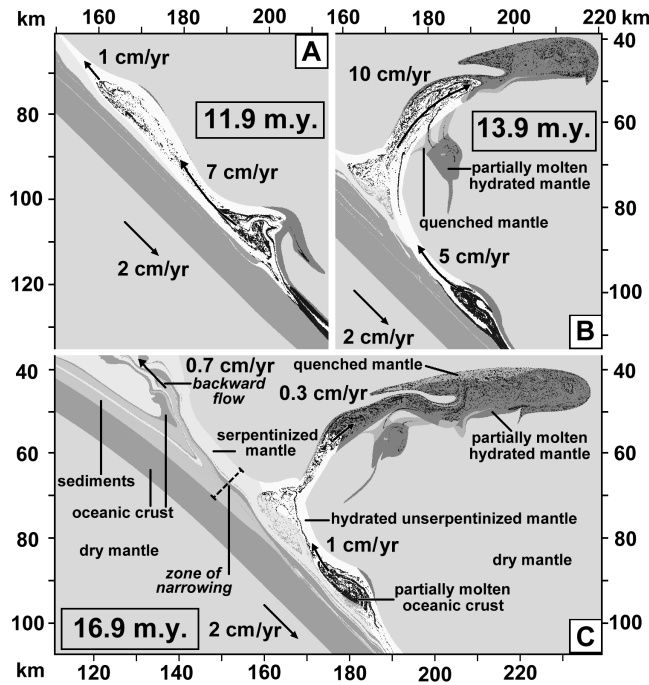 km 160 180 200
160 180 200 220 km
A
1 cm/yr
11.9 m.y.
7 cm/yr
2 cm/yr
80
100
120
40
60
80
100
10 cm/yr
13.9 m.y.
partially molten
hydrated mantle
quenched mantle
5 cm/yr
2 cm/yr
B
40
60
80
100
0.7 cm/yr
backward
flow
quenched mantle
0.3 cm/yr
serpentinized
mantle
partially molten
hydrated mantle
sediments
oceanic crust
hydrated unserpentinized mantle
dry mantle
1 cm/yr
dry mantle
zone of
narrowing
partially molten
oceanic crust
16.9 m.y.
2 cm/yr
C
km 120 140 160 180 200 220